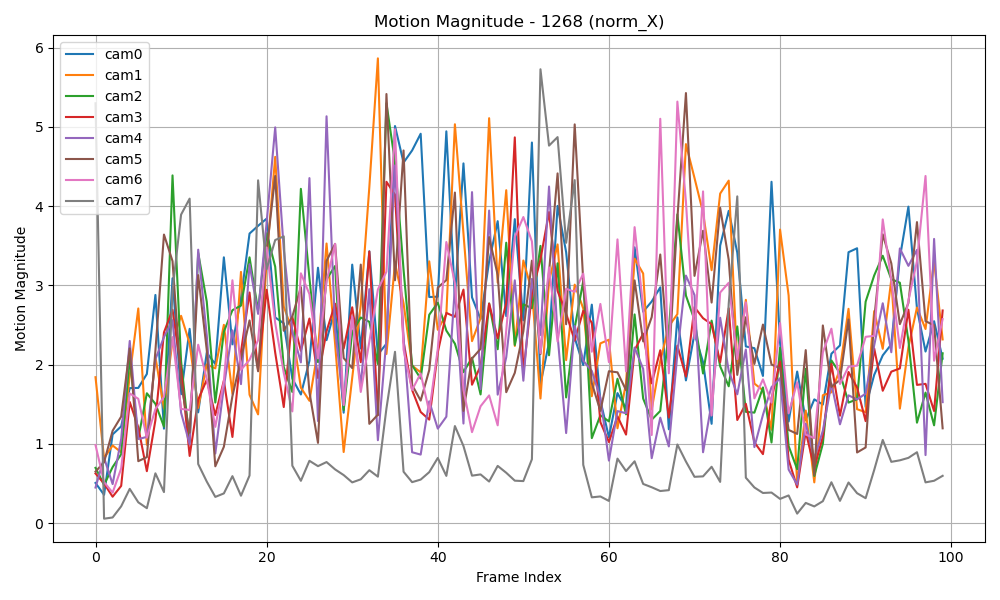 Motion Magnitude - 1268 (norm_X)
cam0
cam1
cam2
cam3
cam4
cam5
cam6
cam7
Motion Magnitude
6
5
4
3
2
1
0
0 20 40 60 80 100
Frame Index